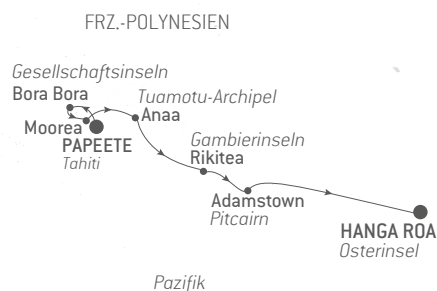 FRZ.-POLYNESIEN
Gesellschaftsinseln
Bora Bora
Tuamotu-Archipel
Anaa
Moorea
PAPEETE
Tahiti
Gambierinseln
Rikitea
Adamstown
Pitcairn
HANGA ROA
Osterinsel
Pazifik